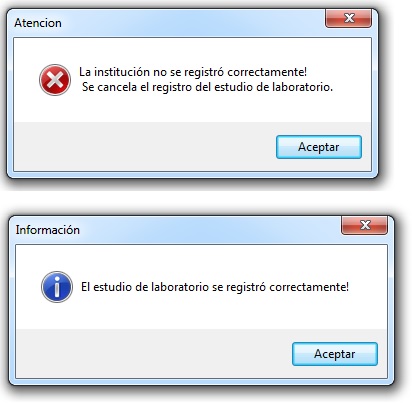 Atencion
La institución no se registró correctamente!
Se cancela el registro del estudio de laboratorio.
Aceptar
Información
El estudio de laboratorio se registró correctamente!
Aceptar